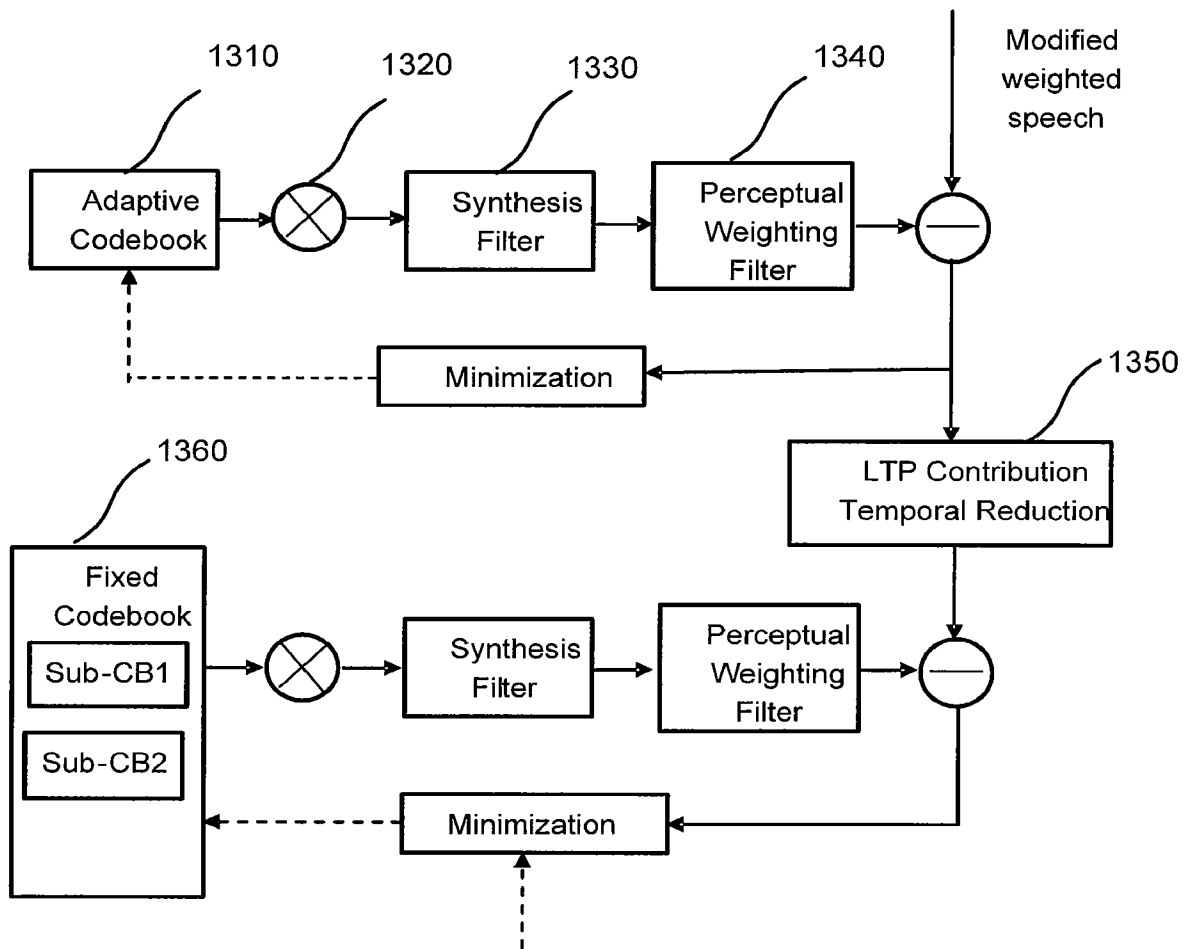 1310
1320
1330
1340
Modified
weighted
speech
Adaptive
Codebook
Synthesis
Filter
Perceptual
Weighting
Filter
Minimization
1350
LTP Contribution
Temporal Reduction
1360
Fixed
Codebook
Sub-CB1
Sub-CB2
Synthesis
Filter
Perceptual
Weighting
Filter
Minimization